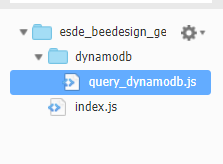 esde_beedesign_ge
dynamodb
query_dynamodb.js
index.js